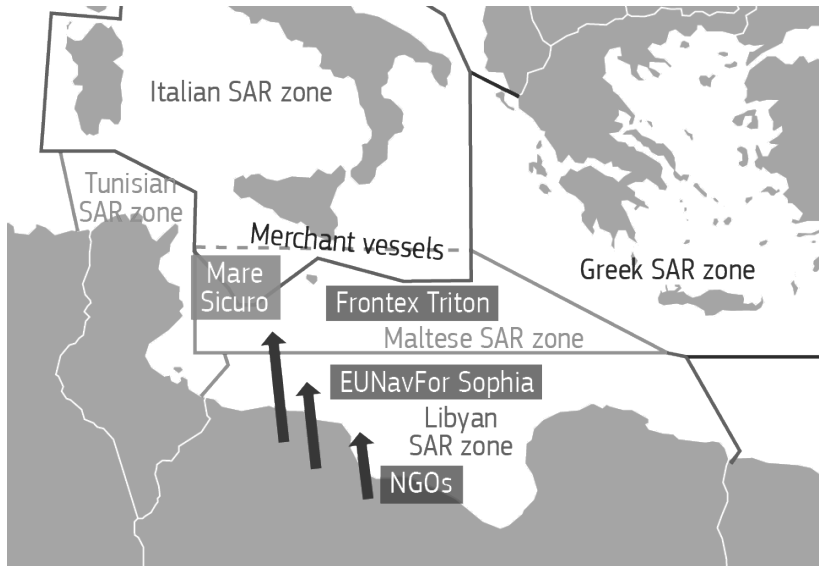 Italian SAR zone
Tunisian
SAR zone
Merchant vessels
Mare
Sicuro
Greek SAR zone
Frontex Triton
Maltese SAR zone
EUNavFor Sophia
Libyan
SAR zone
NGOs